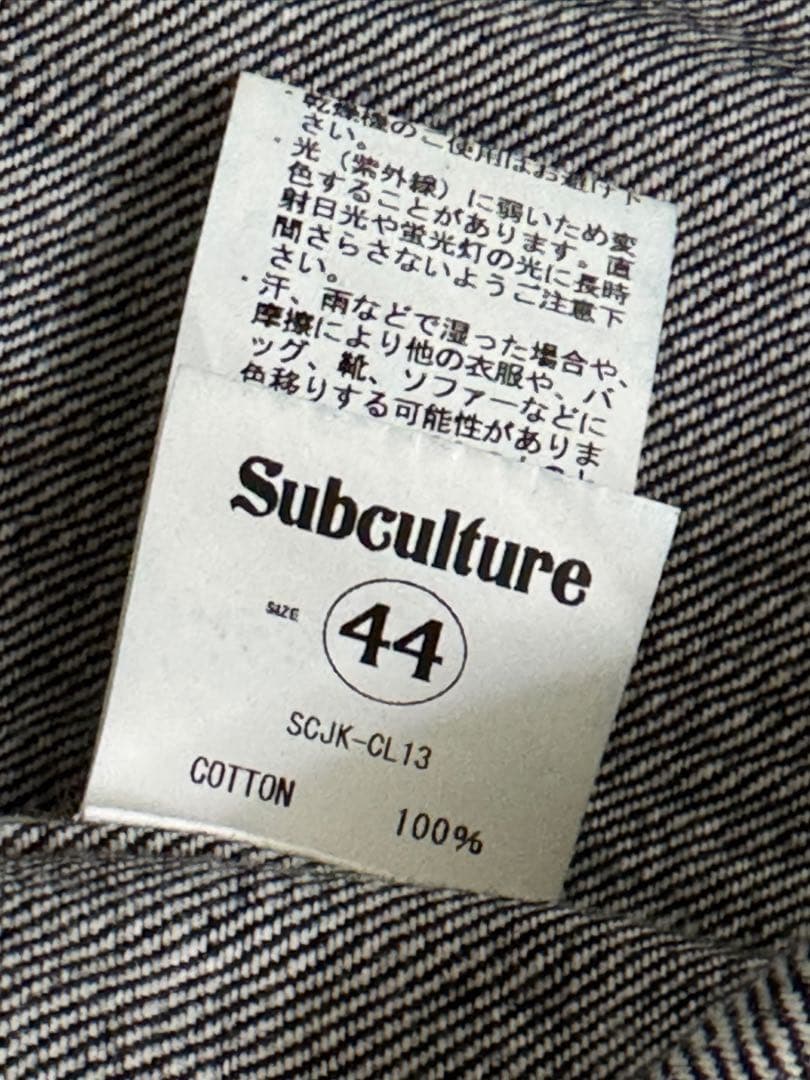 ・乾燥機のご使用はお避け下
さい。
・光（紫外線）に弱いため変
色することがあります。直
射日光や蛍光灯の光に長時
間さらさないようご注意下
さい。
・汗、雨などで湿った場合や、
摩擦により他の衣服や、バ
ッグ、靴、ソファーなどに
色移りする可能性がありま
Subculture
SIZE 44
SCJK-CL13
COTTON 100%